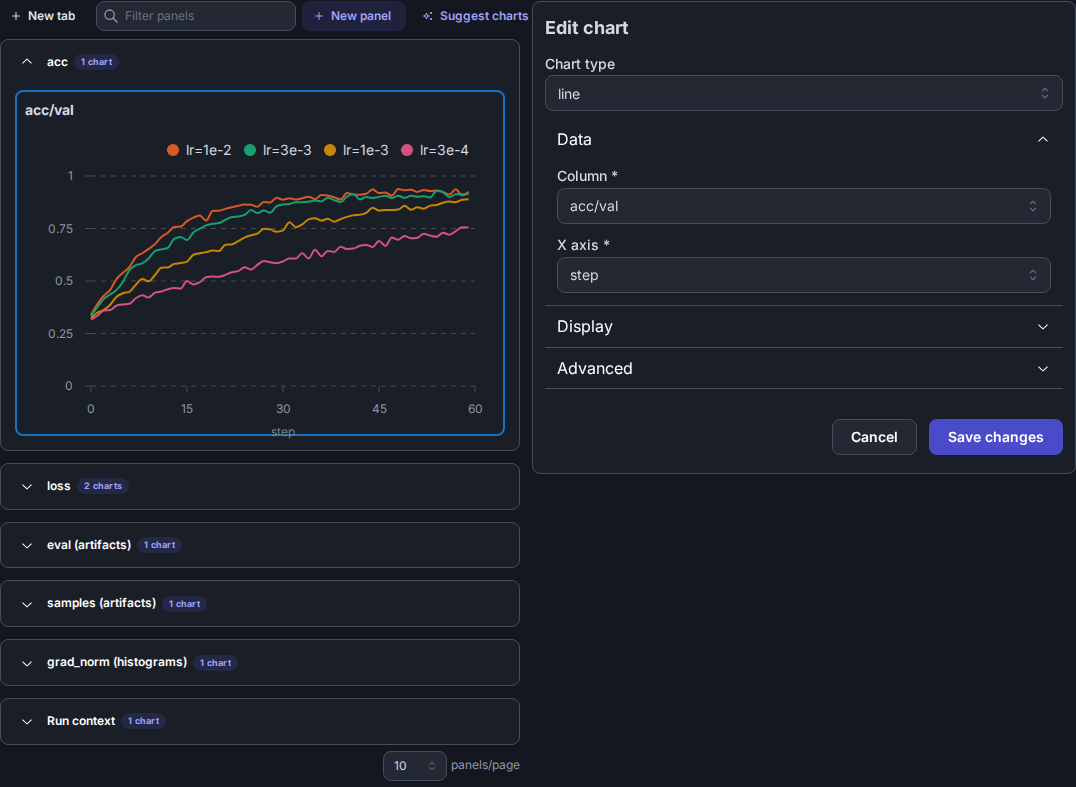 New tab
Filter panels
New panel
Suggest charts
acc 1 chart
acc/val
lr=1e-2 lr=3e-3 lr=1e-3 lr=3e-4
1
0.75
0.5
0.25
0
0 15 30 45 60
step
loss 2 charts
eval (artifacts) 1 chart
samples (artifacts) 1 chart
grad_norm (histograms) 1 chart
Run context 1 chart
10 panels/page
Edit chart
Chart type
line
Data
Column *
acc/val
X axis *
step
Display
Advanced
Cancel Save changes